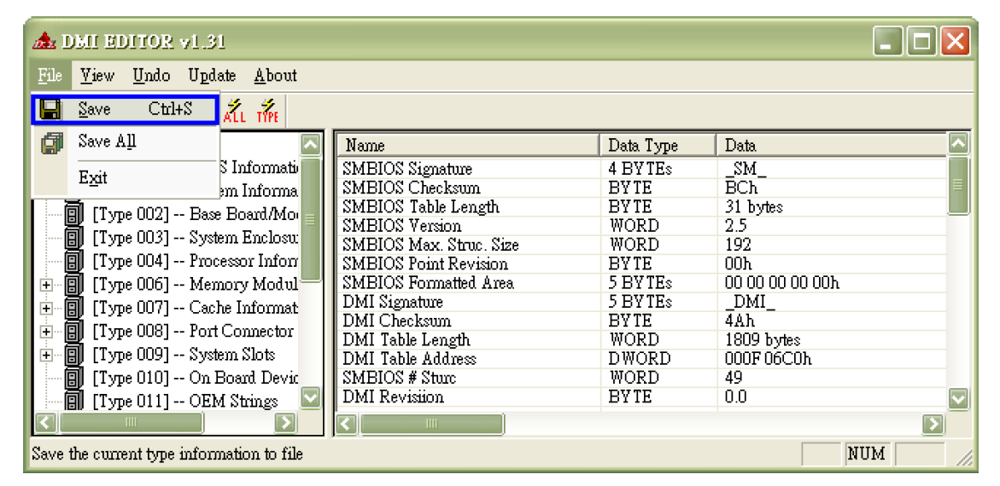 DMI EDITOR v1.31
File View Undo Update About
Save Ctrl+S
ALL TYPE
Save All
Exit
S Informati
em Informa
[Type 002] -- Base Board/Mo
[Type 003] -- System Enclosu
[Type 004] -- Processor Inform
[Type 006] -- Memory Modul
[Type 007] -- Cache Informat
[Type 008] -- Port Connector
[Type 009] -- System Slots
[Type 010] -- On Board Devic
[Type 011] -- OEM Strings
Name Data Type Data
SMBIOS Signature 4 BYTEs _SM_
SMBIOS Checksum BYTE BCh
SMBIOS Table Length BYTE 31 bytes
SMBIOS Version WORD 2.5
SMBIOS Max. Struc. Size WORD 192
SMBIOS Point Revision BYTE 00h
SMBIOS Formatted Area 5 BYTEs 00 00 00 00 00h
DMI Signature 5 BYTEs _DMI_
DMI Checksum BYTE 4Ah
DMI Table Length WORD 1809 bytes
DMI Table Address DWORD 000F06C0h
SMBIOS # Sturc WORD 49
DMI Revisiion BYTE 0.0
Save the current type information to file
NUM